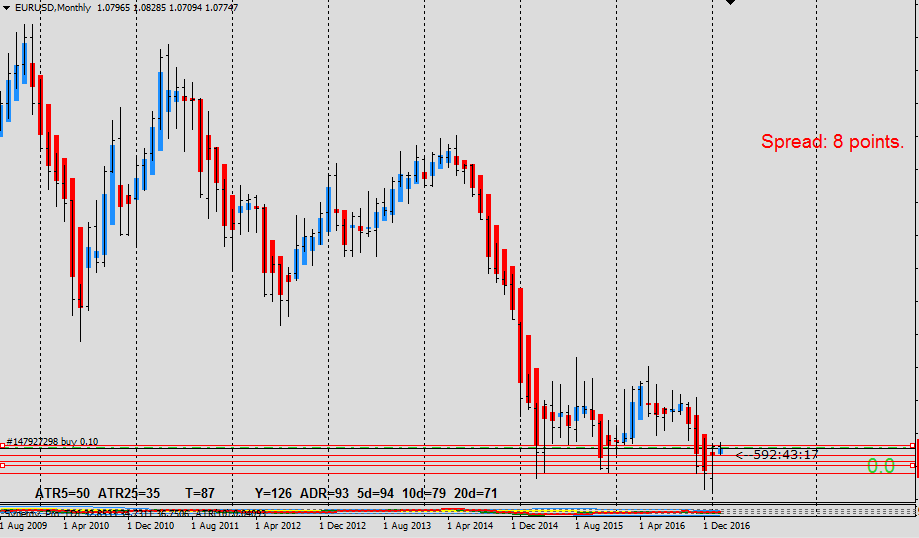 EURUSD,Monthly 1.07965 1.08285 1.07094 1.07747
Spread: 8 points.
#147927298 buy 0.10
<- 592:43:17
0.0
ATR5=50 ATR25=35 T=87 Y=126 ADR=93 5d=94 10d=79 20d=71
1 Aug 2009 1 Apr 2010 1 Dec 2010 1 Aug 2011 1 Apr 2012 1 Dec 2012 1 Aug 2013 1 Apr 2014 1 Dec 2014 1 Aug 2015 1 Apr 2016 1 Dec 2016